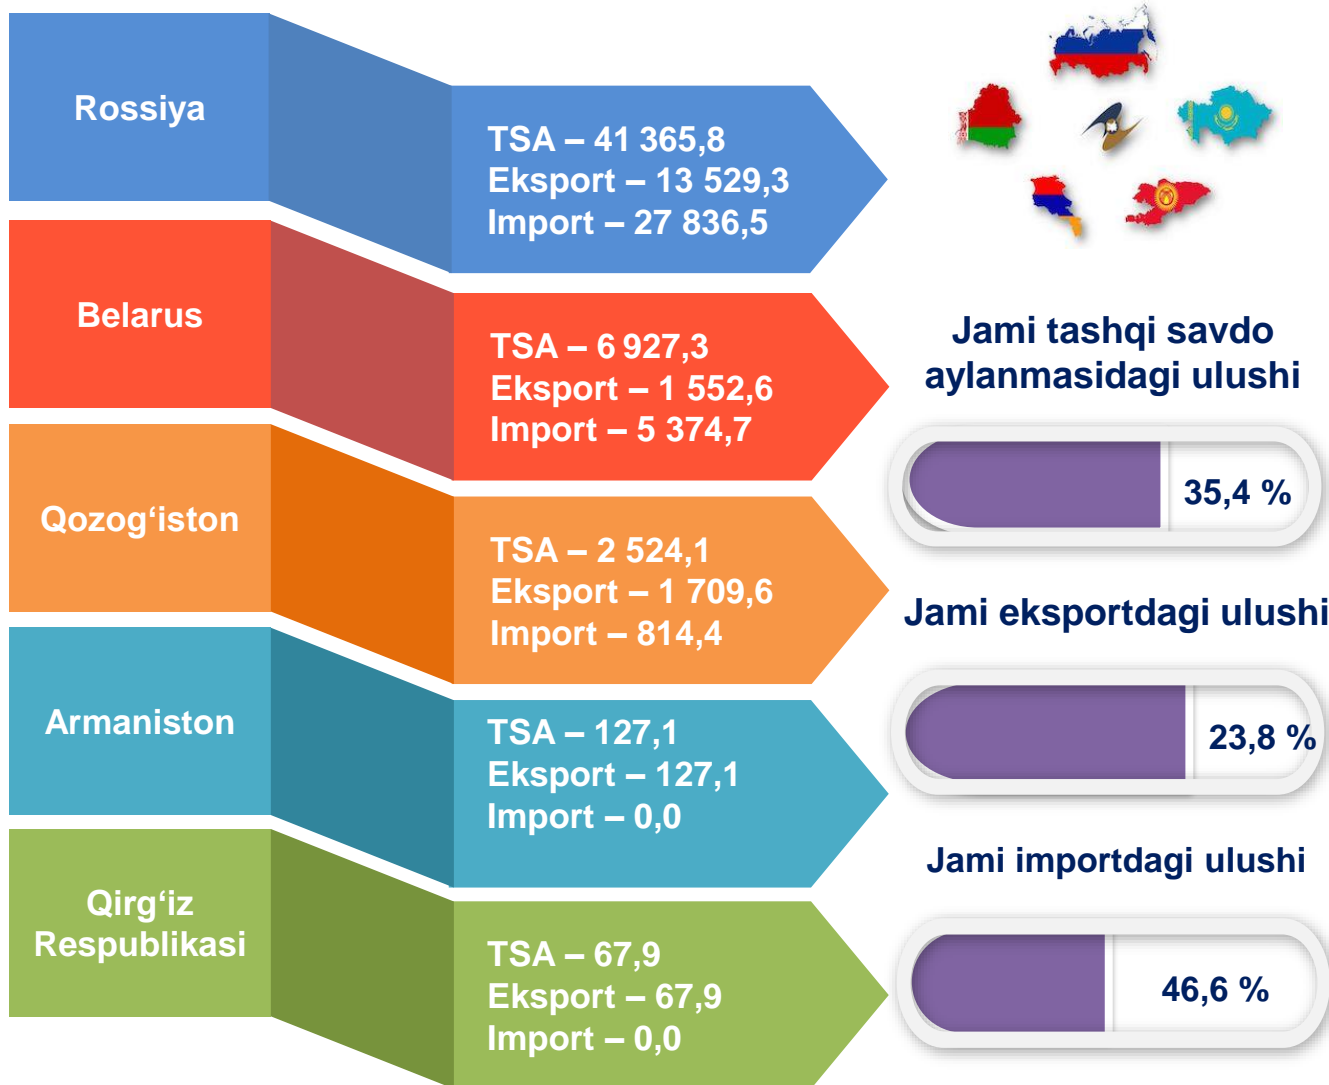 Rossiya
TSA – 41 365,8
Eksport – 13 529,3
Import – 27 836,5
Belarus
TSA – 6 927,3
Eksport – 1 552,6
Import – 5 374,7
Qozog‘iston
TSA – 2 524,1
Eksport – 1 709,6
Import – 814,4
Armaniston
TSA – 127,1
Eksport – 127,1
Import – 0,0
Qirg‘iz
Respublikasi
TSA – 67,9
Eksport – 67,9
Import – 0,0
Jami tashqi savdo
aylanmasidagi ulushi
35,4 %
Jami eksportdagi ulushi
23,8 %
Jami importdagi ulushi
46,6 %